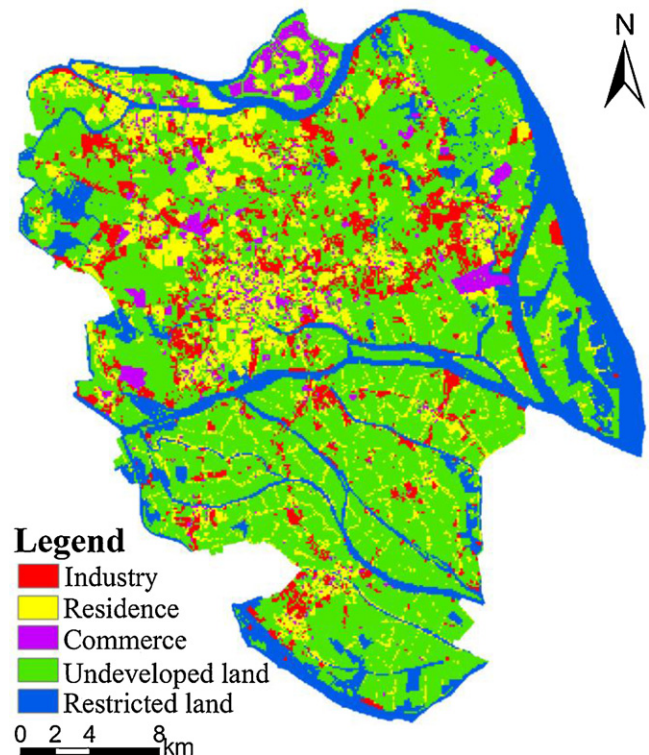 N
Legend
Industry
Residence
Commerce
Undeveloped land
Restricted land
0 2 4 8
km